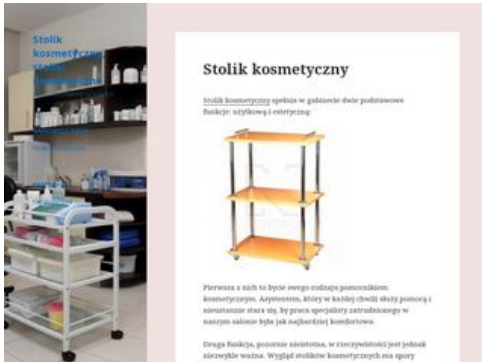 Stolik
kosmetyczny
Stolik kosmetyczny
Stolik kosmetyczny spełnia w gabinecie dwie podstawowe
funkcje: użytkową i estetyczną:
Pierwsza z nich to bycie swego rodzaju pomocnikiem
kosmetycznym. Asystentem, który w każdej chwili służy pomocą i
nieustannie stara się, by praca specjalisty zatrudnionego w
naszym salonie była jak najbardziej komfortowa.
Druga funkcja, pozornie nieistotna, w rzeczywistości jest jednak
niezwykle ważna. Wygląd stolików kosmetycznych ma spory